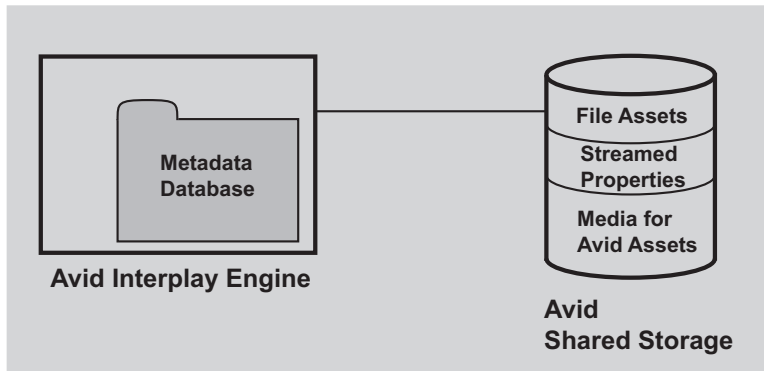 Metadata
Database
Avid Interplay Engine
File Assets
Streamed
Properties
Media for
Avid Assets
Avid
Shared Storage